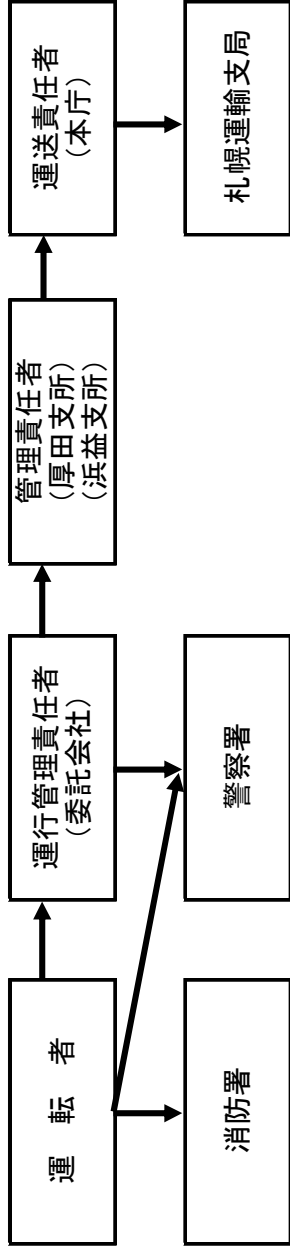 運　転　者
運行管理責任者
（委託会社）
管理責任者
（厚田支所）
（浜益支所）
運送責任者
（本庁）
消防署
警察署
札幌運輸支局